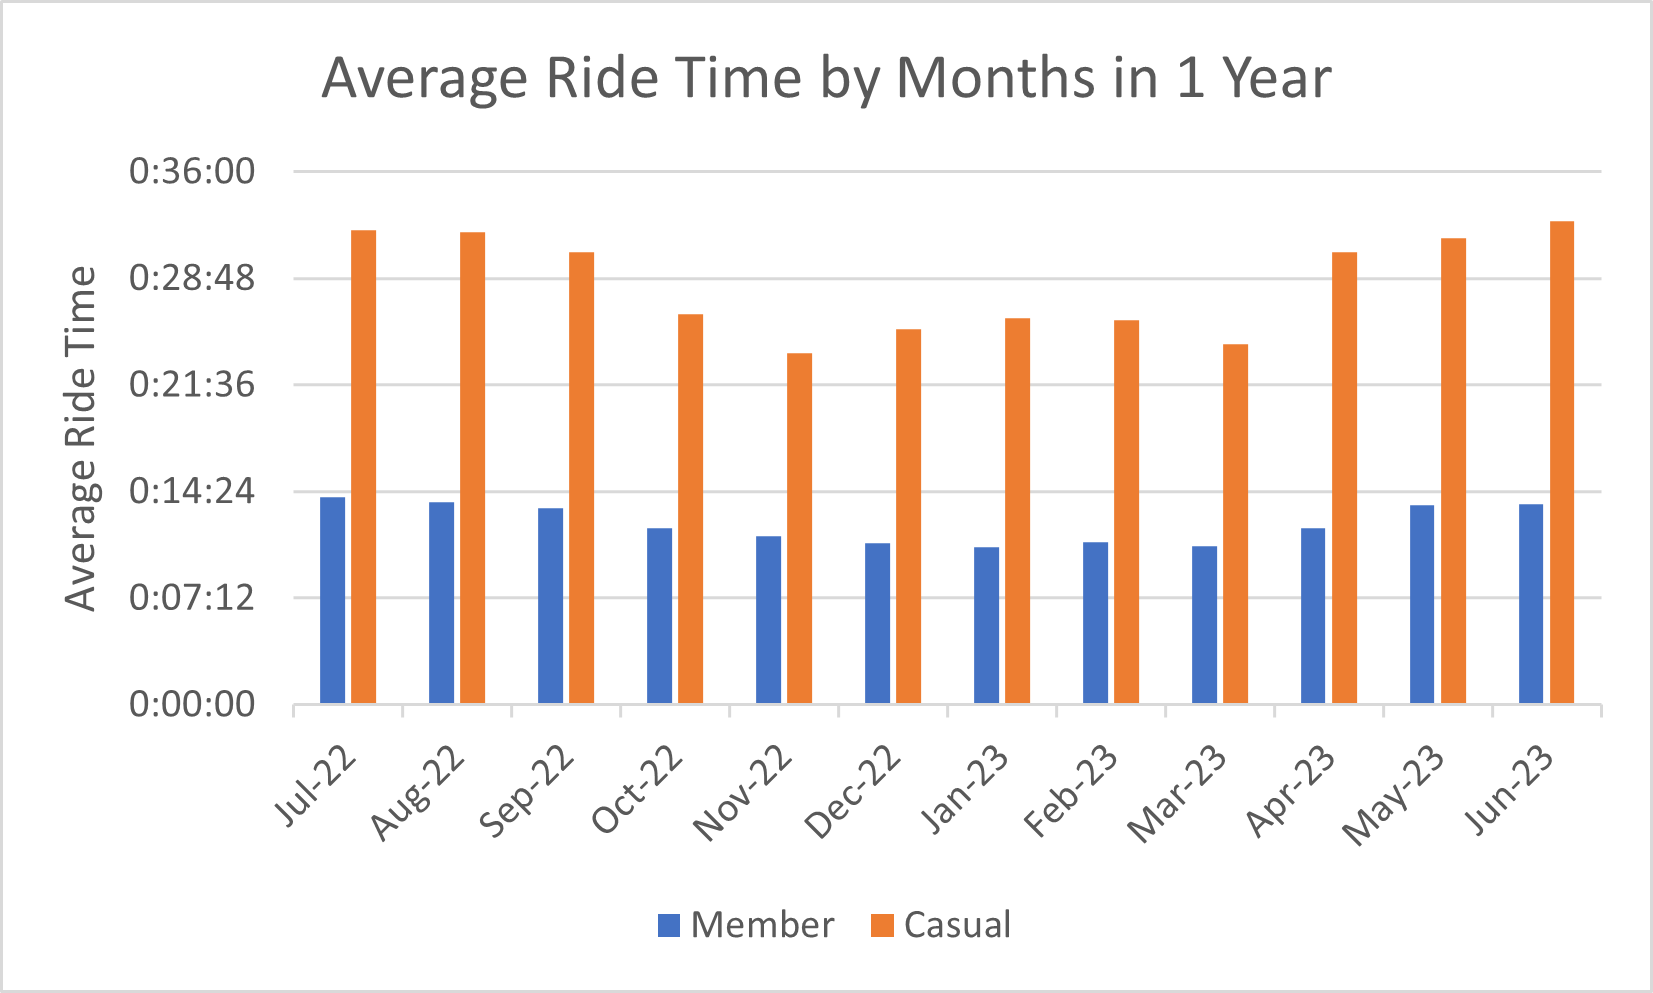 Average Ride Time by Months in 1 Year
Average Ride Time
0:36:00
0:28:48
0:21:36
0:14:24
0:07:12
0:00:00
Jul-22
Aug-22
Sep-22
Oct-22
Nov-22
Dec-22
Jan-23
Feb-23
Mar-23
Apr-23
May-23
Jun-23
Member
Casual